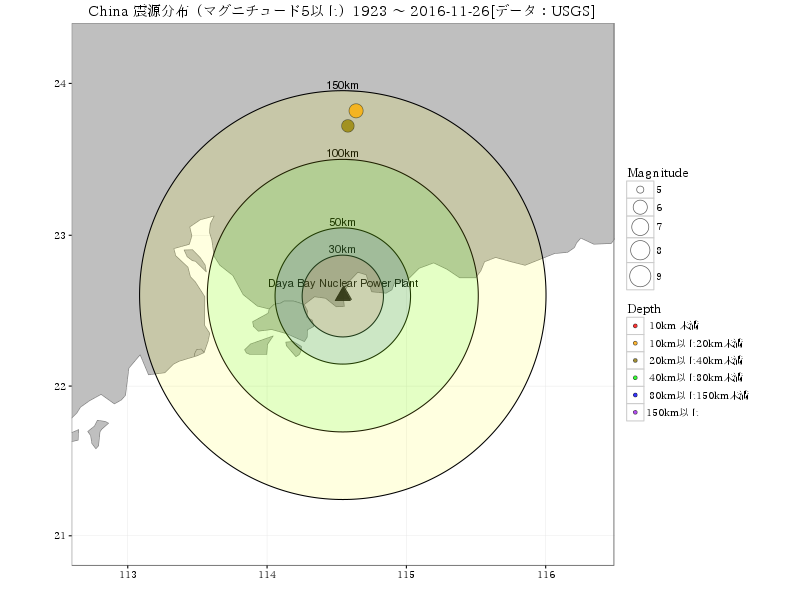 China 震源分布（マグニチュード5以上）1923 ～ 2016-11-26[データ：USGS]
24
23
22
21
113
114
115
116
150km
100km
50km
30km
Daya Bay Nuclear Power Plant
Magnitude
5
6
7
8
9
Depth
10km 未満
10km以上20km未満
20km以上40km未満
40km以上80km未満
80km以上150km未満
150km以上